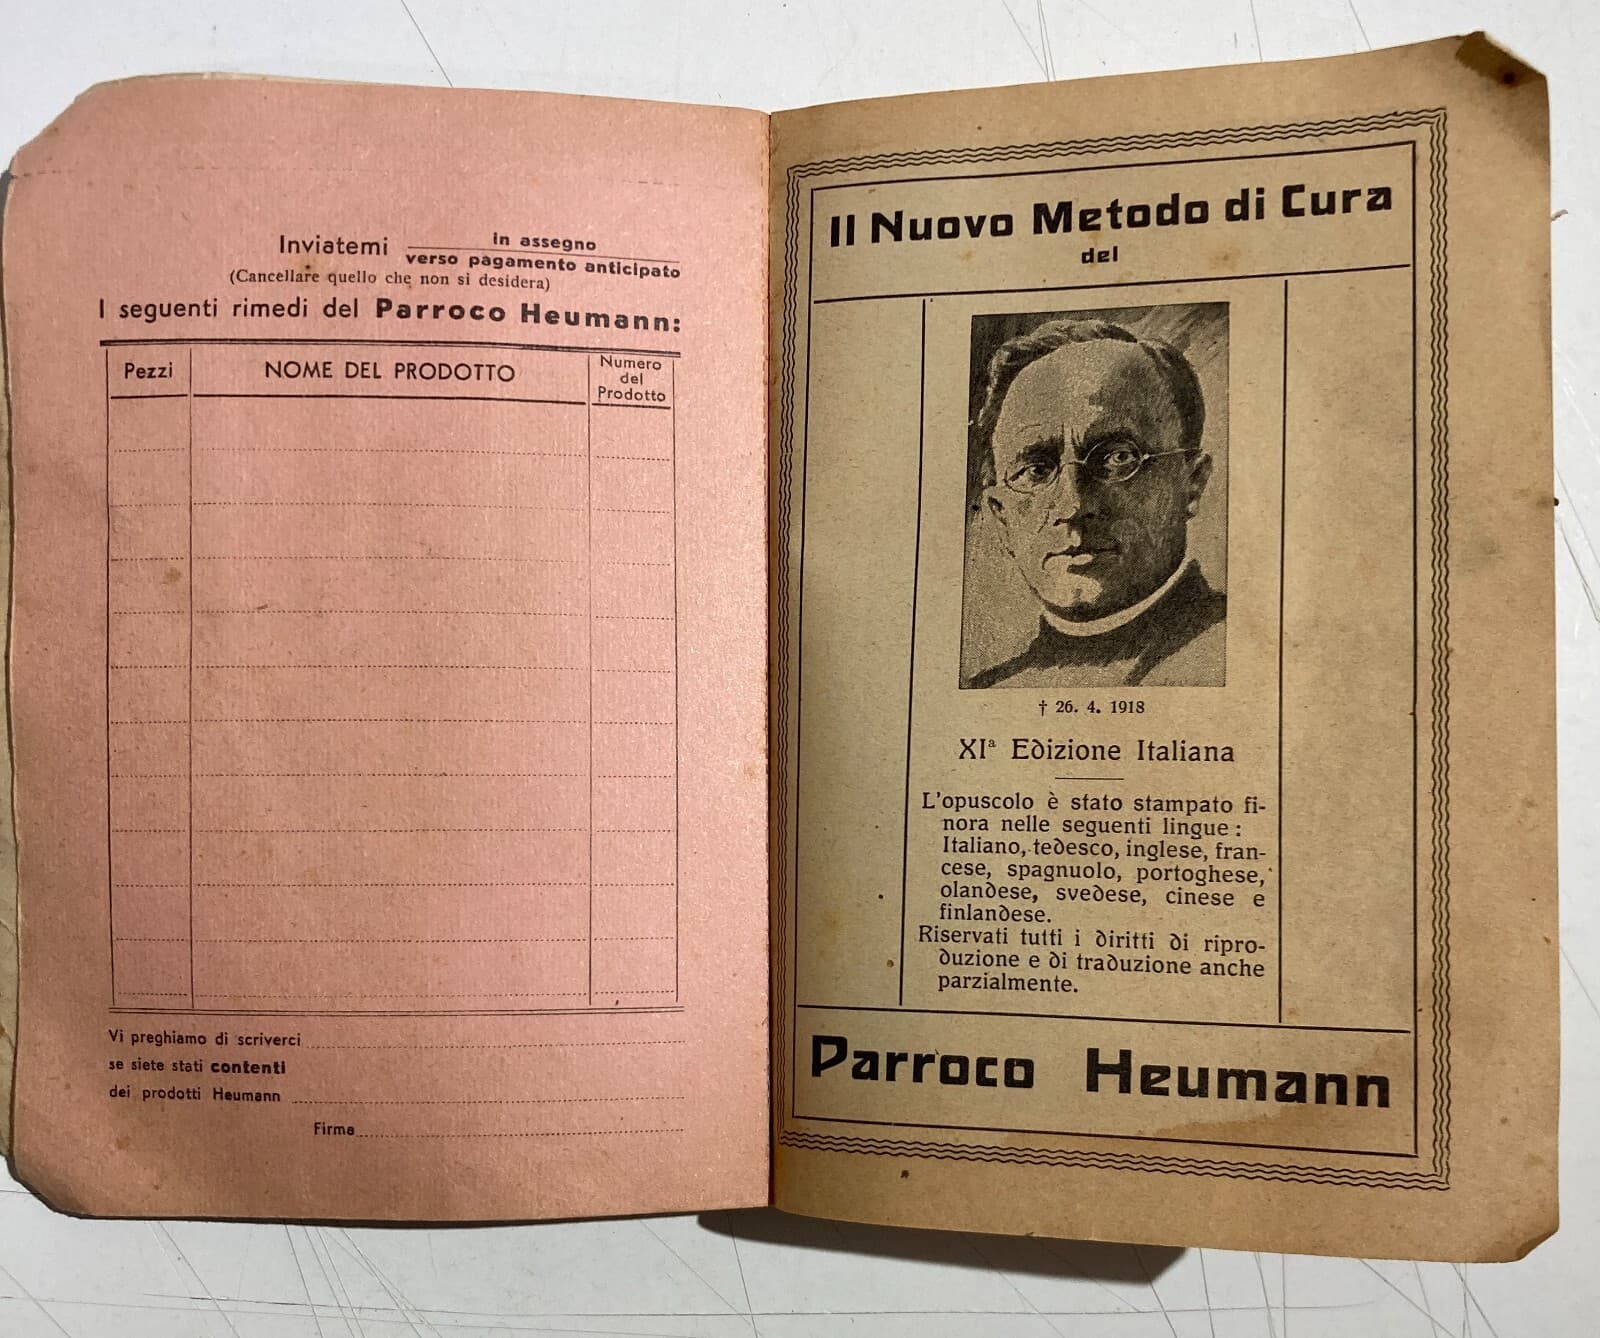 Inviatemi in assegno
verso pagamento anticipato
(Cancellare quello che non si desidera)
I seguenti rimedi del Parroco Heumann:
Pezzi
NOME DEL PRODOTTO
Numero
del
Prodotto
Vi preghiamo di scriverci
se siete stati contenti
dei prodotti Heumann
Firma
Il Nuovo Metodo di Cura
del
† 26. 4. 1918
XIª Edizione Italiana
L'opuscolo è stato stampato fi-
nora nelle seguenti lingue:
Italiano, tedesco, inglese, fran-
cese, spagnuolo, portoghese,
olandese, svedese, cinese e
finlandese.
Riservati tutti i diritti di ripro-
duzione e di traduzione anche
parzialmente.
Parroco Heumann